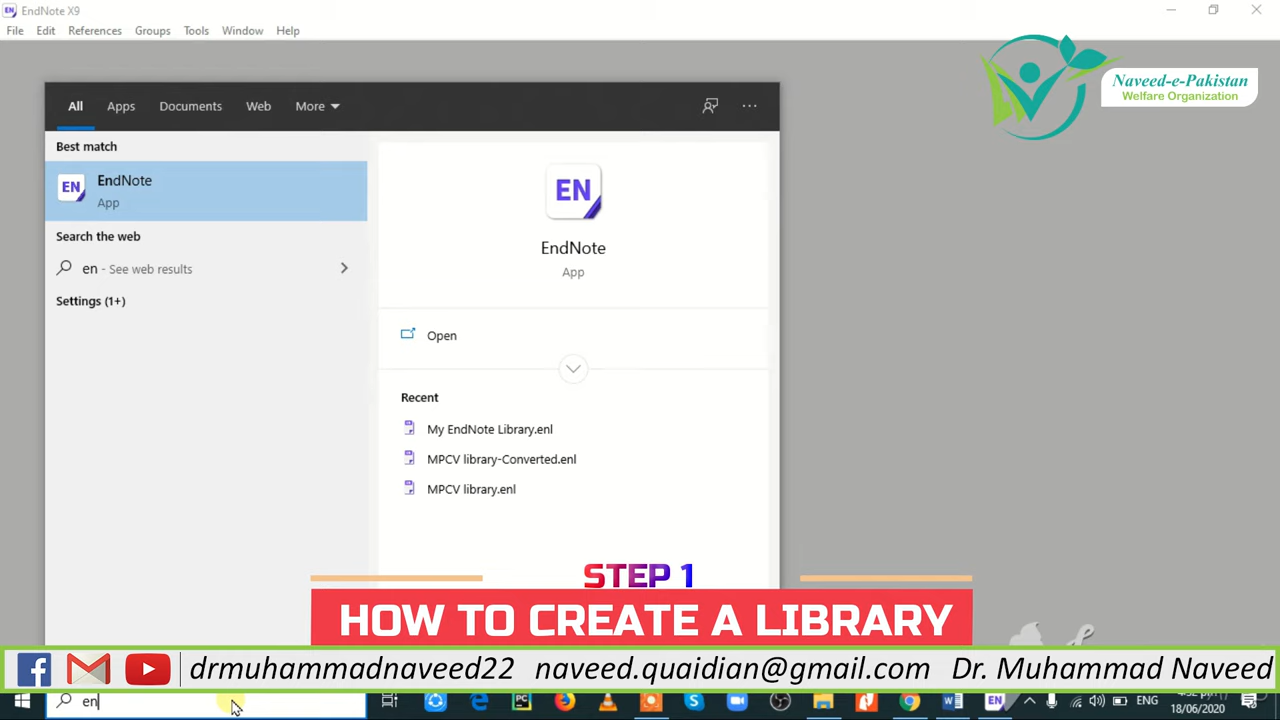 EndNote X9
File Edit References Groups Tools Window Help
Naveed-e-Pakistan
Welfare Organization
All Apps Documents Web More
Best match
EndNote
App
Search the web
en - See web results
Settings (1+)
EN
EndNote
App
Open
Recent
My EndNote Library.enl
MPCV library-Converted.enl
MPCV library.enl
STEP 1
HOW TO CREATE A LIBRARY
drmuhammadnaveed22 naveed.quaidian@gmail.com Dr. Muhammad Naveed
en
ENG
18/06/2020